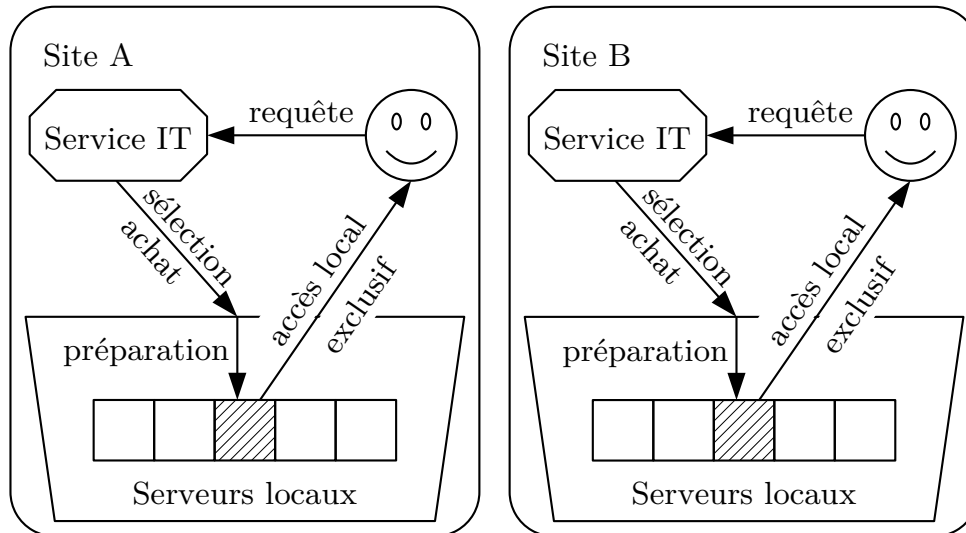 Site A
Service IT
requête
sélection
achat
accès local
exclusif
préparation
Serveurs locaux
Site B
Service IT
requête
sélection
achat
accès local
exclusif
préparation
Serveurs locaux